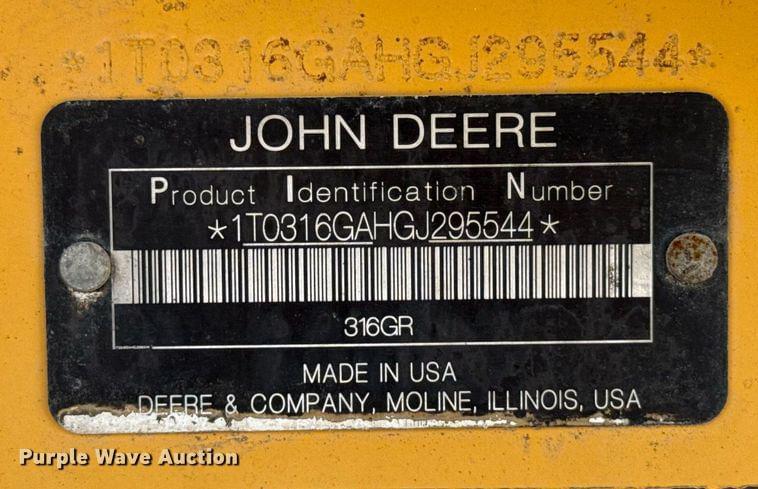 *1T0316GAHGJ295544*
JOHN DEERE
Product Identification Number
*1T0316GAHGJ295544*
316GR
MADE IN USA
DEERE & COMPANY, MOLINE, ILLINOIS, USA
Purple Wave Auction